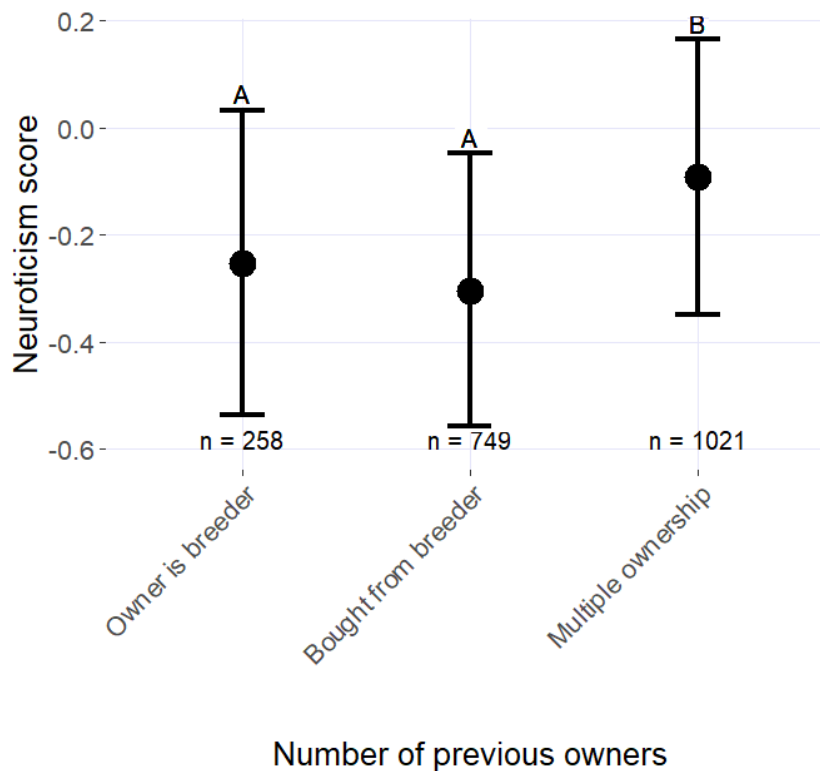 Neuroticism score
0.2
0.0
-0.2
-0.4
-0.6
A
A
B
n = 258
n = 749
n = 1021
Owner is breeder
Bought from breeder
Multiple ownership
Number of previous owners